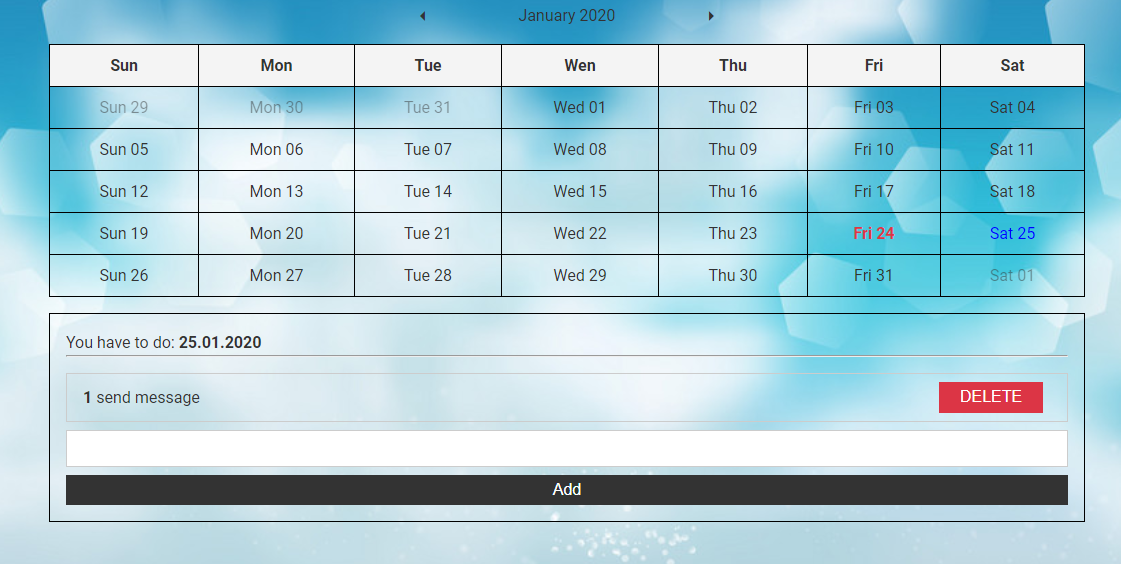 January 2020
Sun Mon Tue Wen Thu Fri Sat
Sun 29 Mon 30 Tue 31 Wed 01 Thu 02 Fri 03 Sat 04
Sun 05 Mon 06 Tue 07 Wed 08 Thu 09 Fri 10 Sat 11
Sun 12 Mon 13 Tue 14 Wed 15 Thu 16 Fri 17 Sat 18
Sun 19 Mon 20 Tue 21 Wed 22 Thu 23 Fri 24 Sat 25
Sun 26 Mon 27 Tue 28 Wed 29 Thu 30 Fri 31 Sat 01
You have to do: 25.01.2020
1 send message DELETE
Add